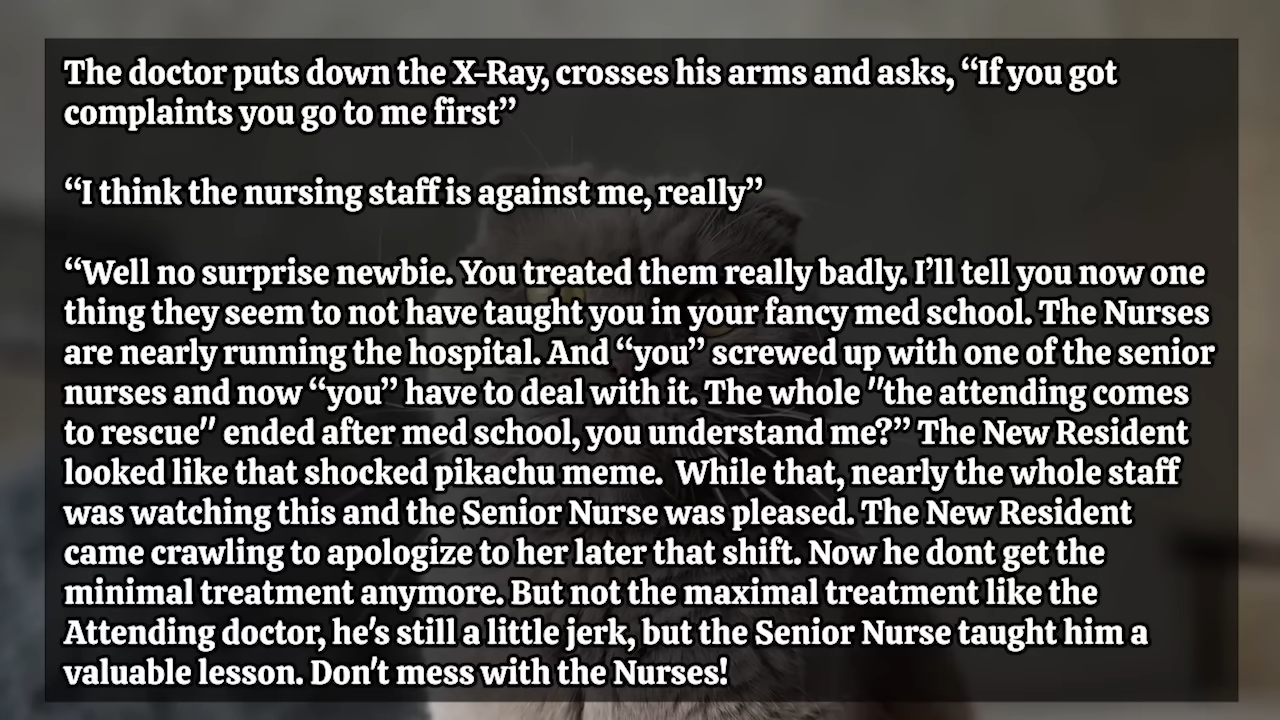 The doctor puts down the X-Ray, crosses his arms and asks, “If you got
complaints you go to me first”
“I think the nursing staff is against me, really”
“Well no surprise newbie. You treated them really badly. I’ll tell you now one
thing they seem to not have taught you in your fancy med school. The Nurses
are nearly running the hospital. And “you” screwed up with one of the senior
nurses and now “you” have to deal with it. The whole "the attending comes
to rescue" ended after med school, you understand me?” The New Resident
looked like that shocked pikachu meme.  While that, nearly the whole staff
was watching this and the Senior Nurse was pleased. The New Resident
came crawling to apologize to her later that shift. Now he dont get the
minimal treatment anymore. But not the maximal treatment like the
Attending doctor, he's still a little jerk, but the Senior Nurse taught him a
valuable lesson. Don't mess with the Nurses!